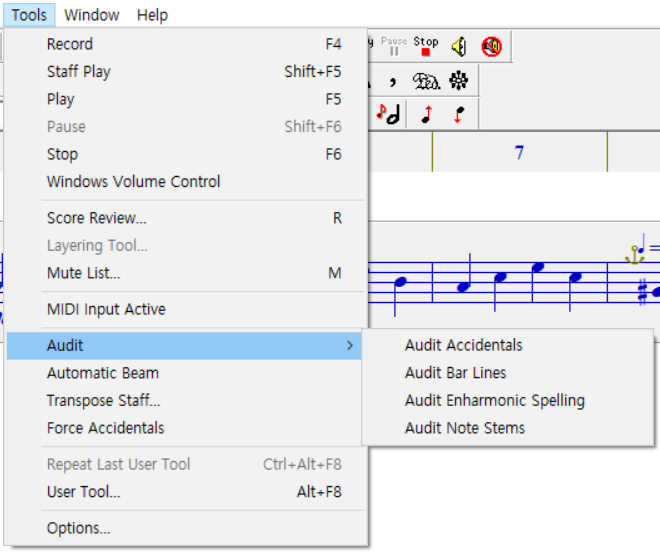 Tools Window Help
Record F4
Pause Stop
Staff Play Shift+F5
Play F5
Pause Shift+F6
Stop F6
7
Windows Volume Control
Score Review... R
Layering Tool...
Mute List... M
MIDI Input Active
Audit >
Audit Accidentals
Automatic Beam
Audit Bar Lines
Transpose Staff...
Audit Enharmonic Spelling
Force Accidentals
Audit Note Stems
Repeat Last User Tool Ctrl+Alt+F8
User Tool... Alt+F8
Options...